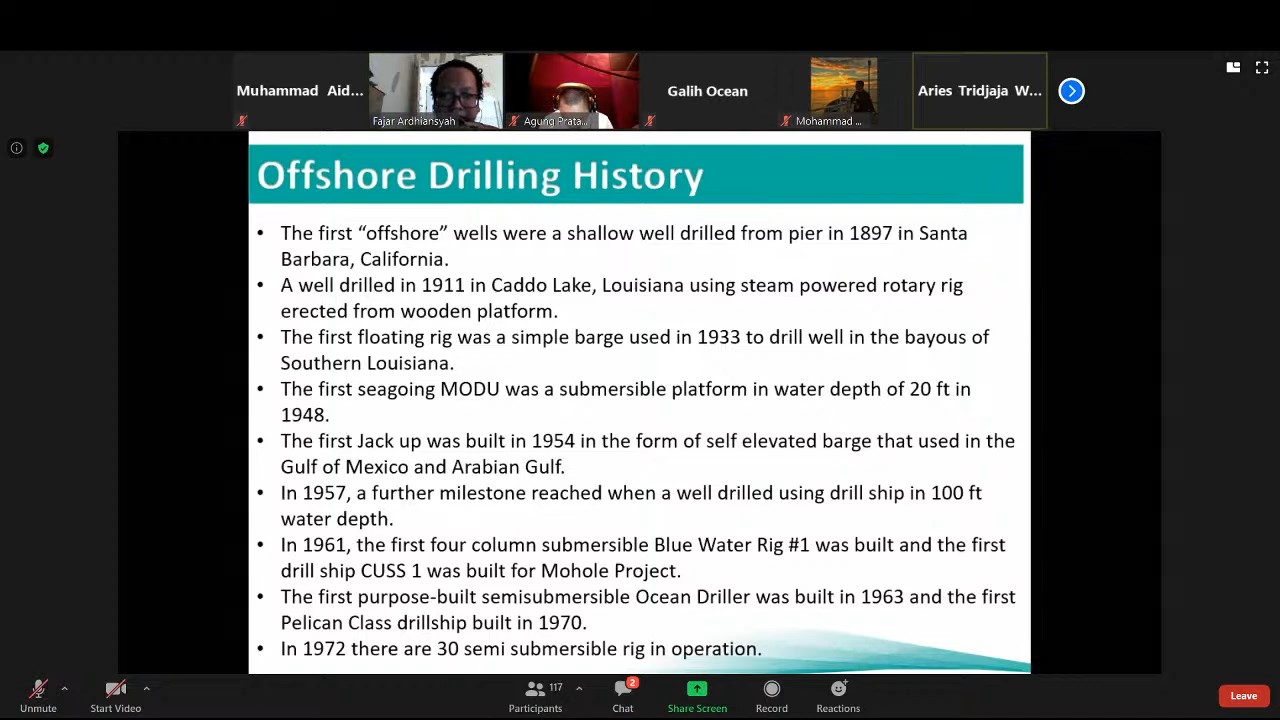 Muhammad Aid...
Fajar Ardhiansyah
Agung Prata...
Galih Ocean
Mohammad ...
Aries Tridjaja W...
Offshore Drilling History
• The first “offshore” wells were a shallow well drilled from pier in 1897 in Santa
Barbara, California.
• A well drilled in 1911 in Caddo Lake, Louisiana using steam powered rotary rig
erected from wooden platform.
• The first floating rig was a simple barge used in 1933 to drill well in the bayous of
Southern Louisiana.
• The first seagoing MODU was a submersible platform in water depth of 20 ft in
1948.
• The first Jack up was built in 1954 in the form of self elevated barge that used in the
Gulf of Mexico and Arabian Gulf.
• In 1957, a further milestone reached when a well drilled using drill ship in 100 ft
water depth.
• In 1961, the first four column submersible Blue Water Rig #1 was built and the first
drill ship CUSS 1 was built for Mohole Project.
• The first purpose-built semisubmersible Ocean Driller was built in 1963 and the first
Pelican Class drillship built in 1970.
• In 1972 there are 30 semi submersible rig in operation.
Unmute
Start Video
117
Participants
2
Chat
Share Screen
Record
Reactions
Leave